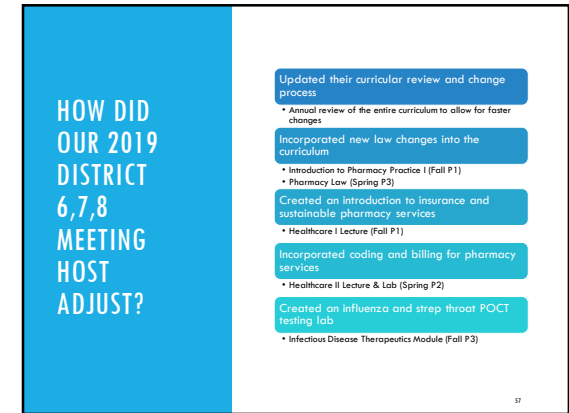 HOW DID
OUR 2019
DISTRICT
6,7,8
MEETING
HOST
ADJUST?
Updated their curricular review and change
process
• Annual review of the entire curriculum to allow for faster
changes
Incorporated new law changes into the
curriculum
• Introduction to Pharmacy Practice I (Fall P1)
• Pharmacy Law (Spring P3)
Created an introduction to insurance and
sustainable pharmacy services
• Healthcare I Lecture (Fall P1)
Incorporated coding and billing for pharmacy
services
• Healthcare II Lecture & Lab (Spring P2)
Created an influenza and strep throat POCT
testing lab
• Infectious Disease Therapeutics Module (Fall P3)
57